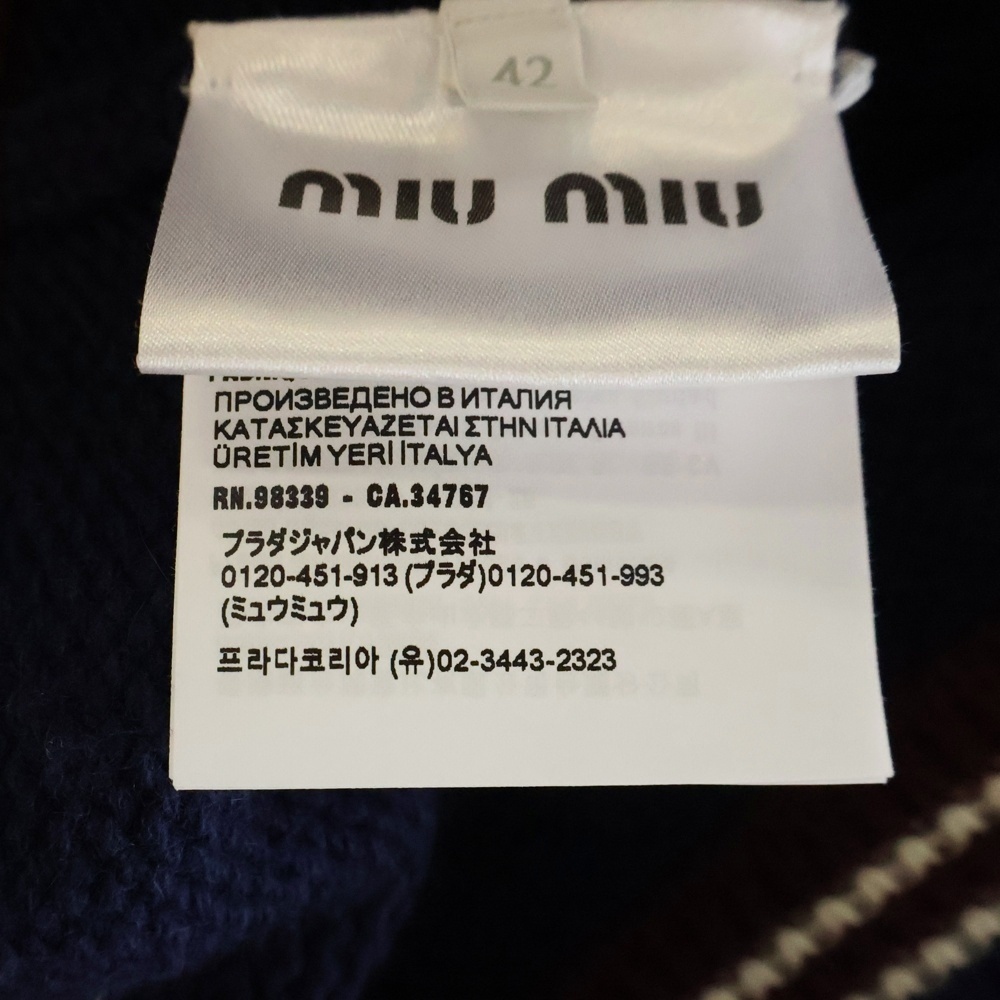 42
miu miu
ПРОИЗВЕДЕНО В ИТАЛИЯ
ΚΑΤΑΣΚΕΥΑΖΕΤΑΙ ΣΤΗΝ ΙΤΑΛΙΑ
ÜRETİM YERİ İTALYA
RN.98339 - CA.34767
プラダジャパン株式会社
0120-451-913 (プラダ)0120-451-993
(ミュウミュウ)
프라다코리아 (유)02-3443-2323